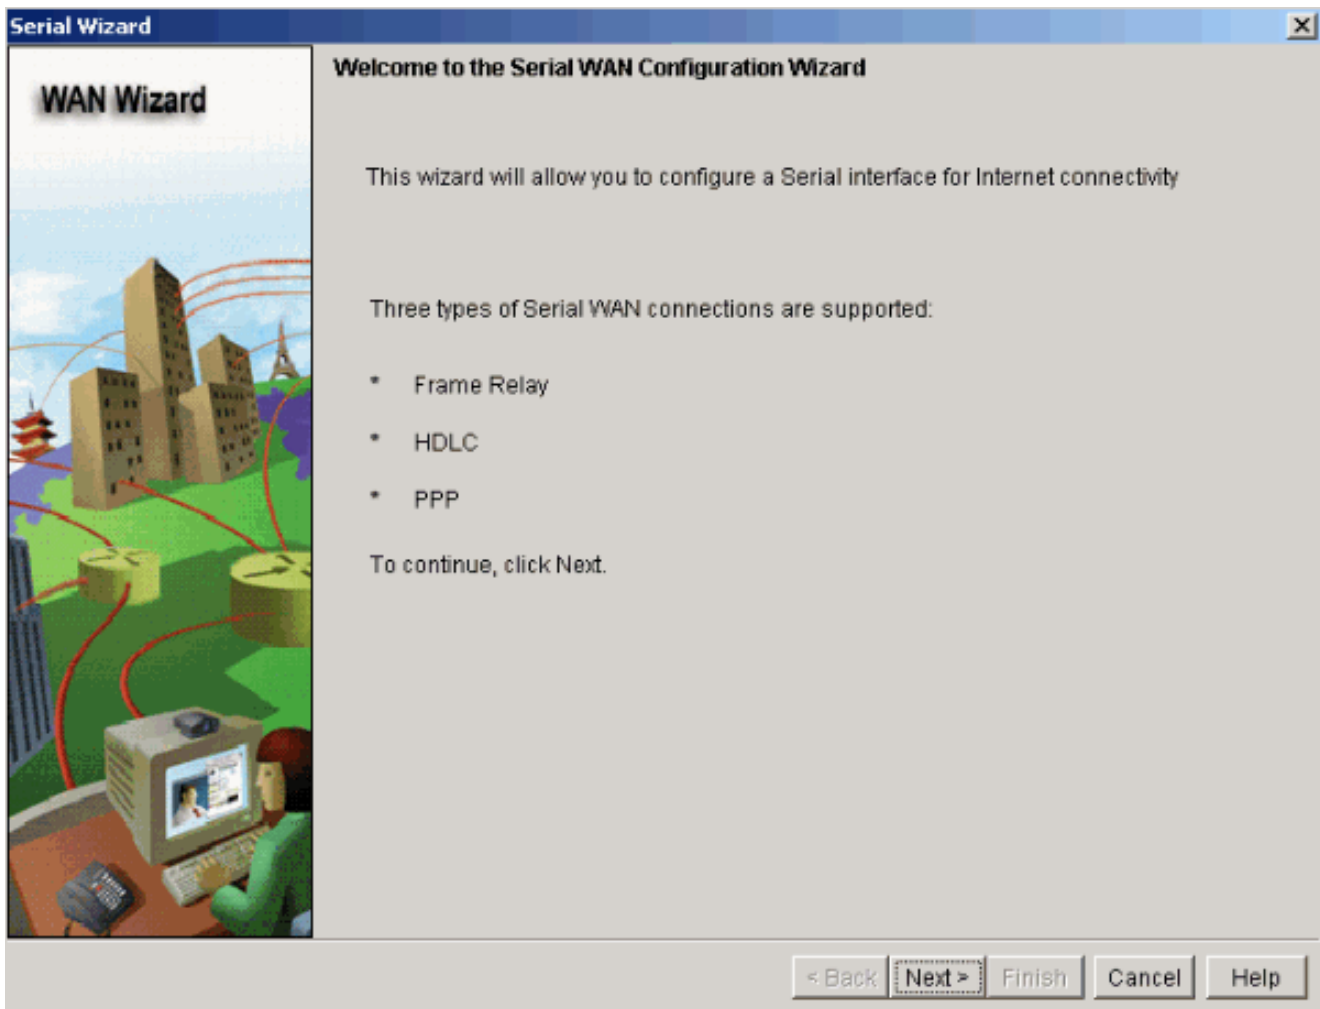 Serial Wizard
WAN Wizard
Welcome to the Serial WAN Configuration Wizard
This wizard will allow you to configure a Serial interface for Internet connectivity
Three types of Serial WAN connections are supported:
* Frame Relay
* HDLC
* PPP
To continue, click Next.
< Back Next > Finish Cancel Help